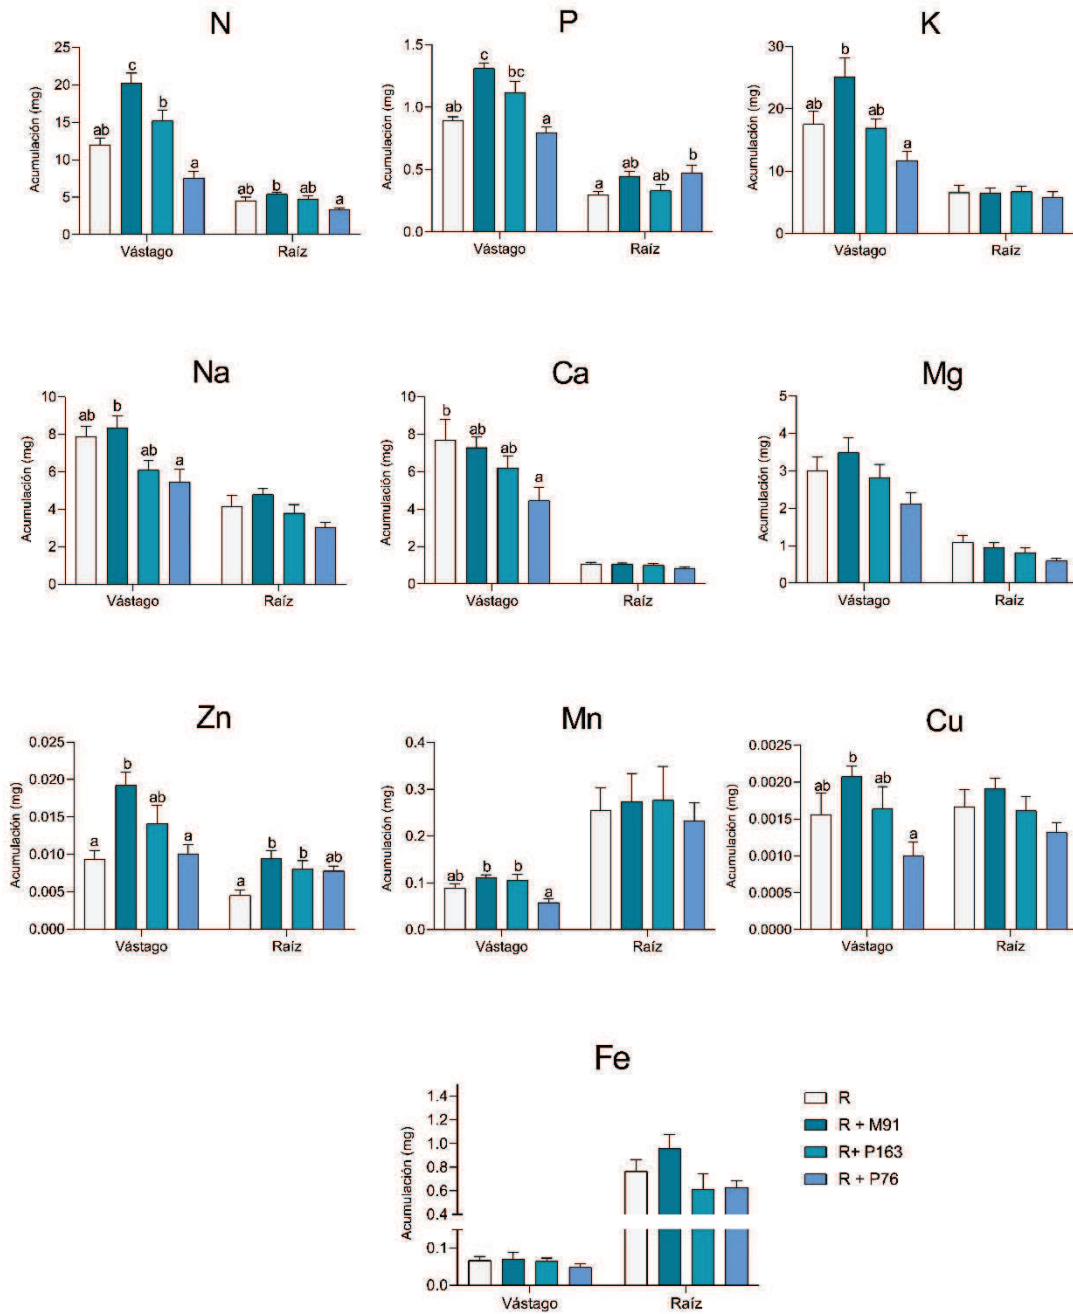 N
Acumulación (mg)
25
20
15
10
5
0
ab
c
b
a
ab
b
ab
a
Vástago
Raíz
P
Acumulación (mg)
1.5
1.0
0.5
0.0
ab
c
bc
a
a
ab
ab
b
Vástago
Raíz
K
Acumulación (mg)
30
20
10
0
ab
b
ab
a
Vástago
Raíz
Na
Acumulación (mg)
10
8
6
4
2
0
ab
b
ab
a
Vástago
Raíz
Ca
Acumulación (mg)
10
8
6
4
2
0
b
ab
ab
a
Vástago
Raíz
Mg
Acumulación (mg)
5
4
3
2
1
0
Vástago
Raíz
Zn
Acumulación (mg)
0.025
0.020
0.015
0.010
0.005
0.000
a
b
ab
a
a
b
b
ab
Vástago
Raíz
Mn
Acumulación (mg)
0.4
0.3
0.2
0.1
0.0
ab
b
b
a
Vástago
Raíz
Cu
Acumulación (mg)
0.0025
0.0020
0.0015
0.0010
0.0005
0.0000
ab
b
ab
a
Vástago
Raíz
Fe
Acumulación (mg)
1.4
1.2
1.0
0.8
0.6
0.4
0.1
0.0
Vástago
Raíz
R
R + M91
R+ P163
R + P76